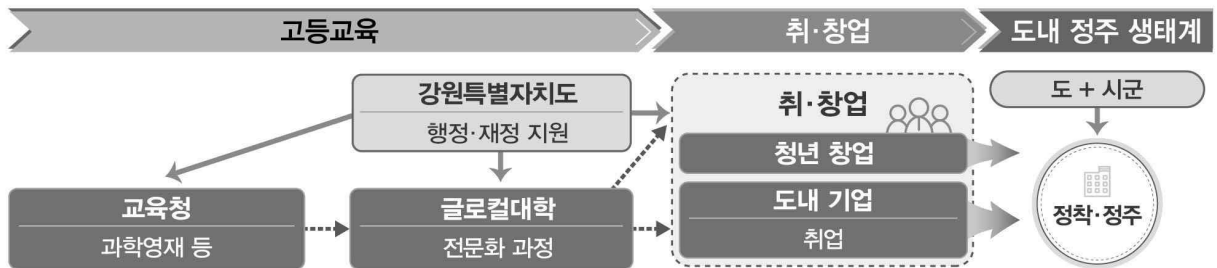 고등교육
취·창업
도내 정주 생태계
강원특별자치도
행정·재정 지원
교육청
과학영재 등
글로컬대학
전문화 과정
취·창업
청년 창업
도내 기업
취업
도 + 시군
정착·정주